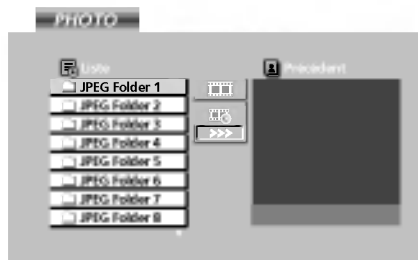 PHOTO
Liste
Précédent
JPEG Folder 1
JPEG Folder 2
JPEG Folder 3
JPEG Folder 4
JPEG Folder 5
JPEG Folder 6
JPEG Folder 7
JPEG Folder 8
>>>